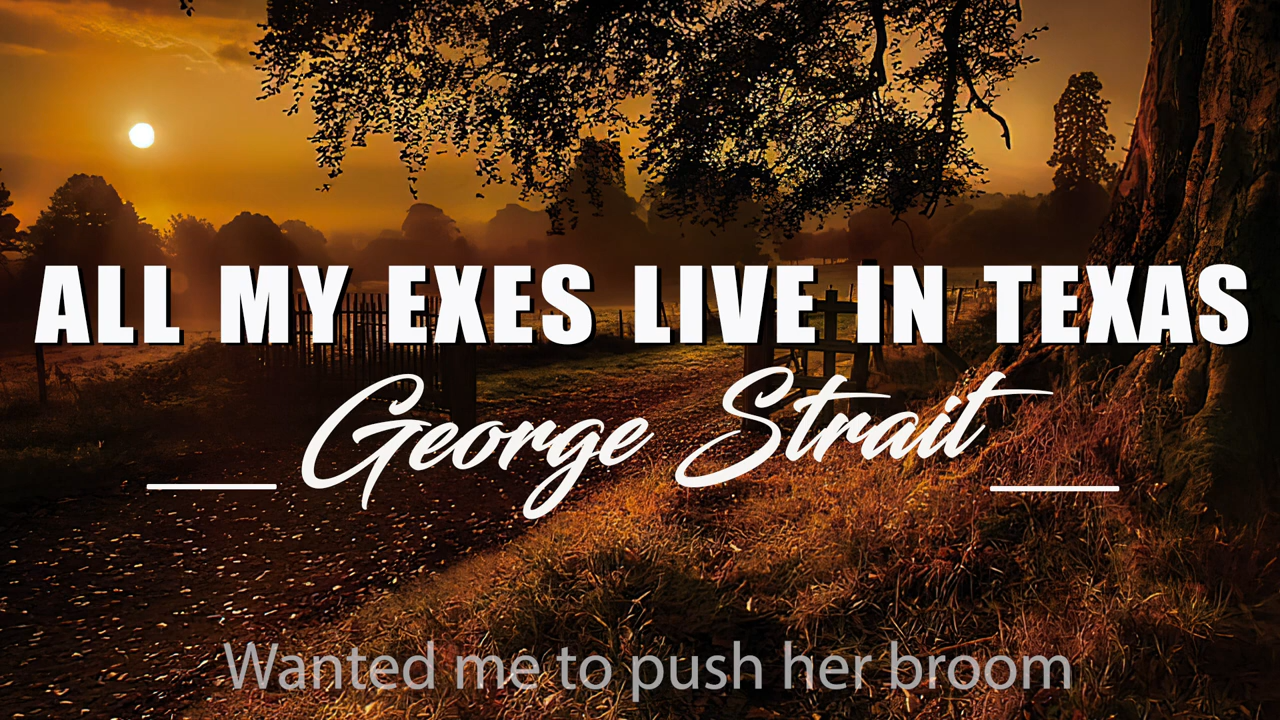 ALL MY EXES LIVE IN TEXAS
George Strait
Wanted me to push her broom